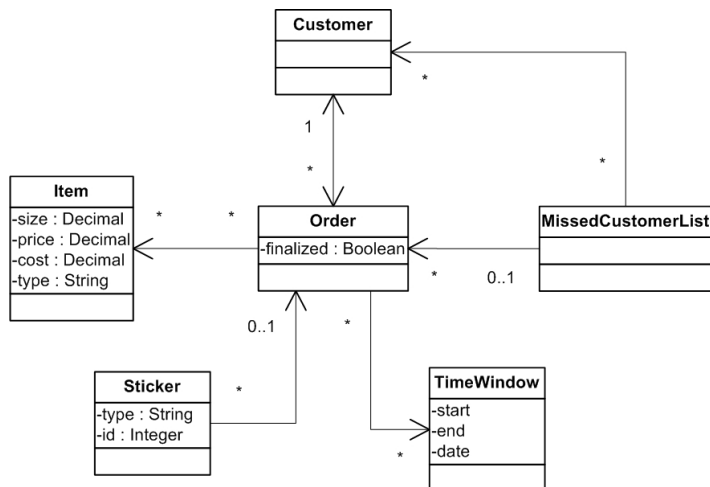 Customer
*
1
*
*
Item
-size : Decimal
-price : Decimal
-cost : Decimal
-type : String
*
*
Order
-finalized : Boolean
MissedCustomerList
*
0..1
0..1
*
*
Sticker
-type : String
-id : Integer
TimeWindow
-start
-end
-date
*